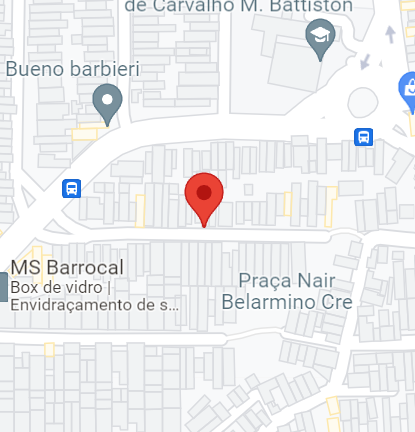 de Carvalho M. Battiston
Bueno barbieri
MS Barrocal
Box de vidro |
Envidraçamento de s...
Praça Nair
Belarmino Cre